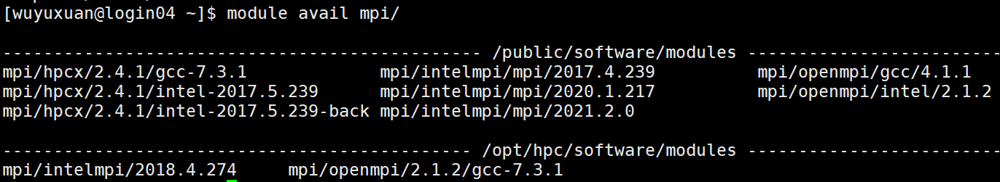 [wuyuxuan@login04 ~]$ module avail mpi/
----------------------------------------------- /public/software/modules -------------------------
mpi/hpcx/2.4.1/gcc-7.3.1 mpi/intelmpi/mpi/2017.4.239 mpi/openmpi/gcc/4.1.1
mpi/hpcx/2.4.1/intel-2017.5.239 mpi/intelmpi/mpi/2020.1.217 mpi/openmpi/intel/2.1.2
mpi/hpcx/2.4.1/intel-2017.5.239-back mpi/intelmpi/mpi/2021.2.0
---------------------------------------------- /opt/hpc/software/modules -------------------------
mpi/intelmpi/2018.4.274 mpi/openmpi/2.1.2/gcc-7.3.1